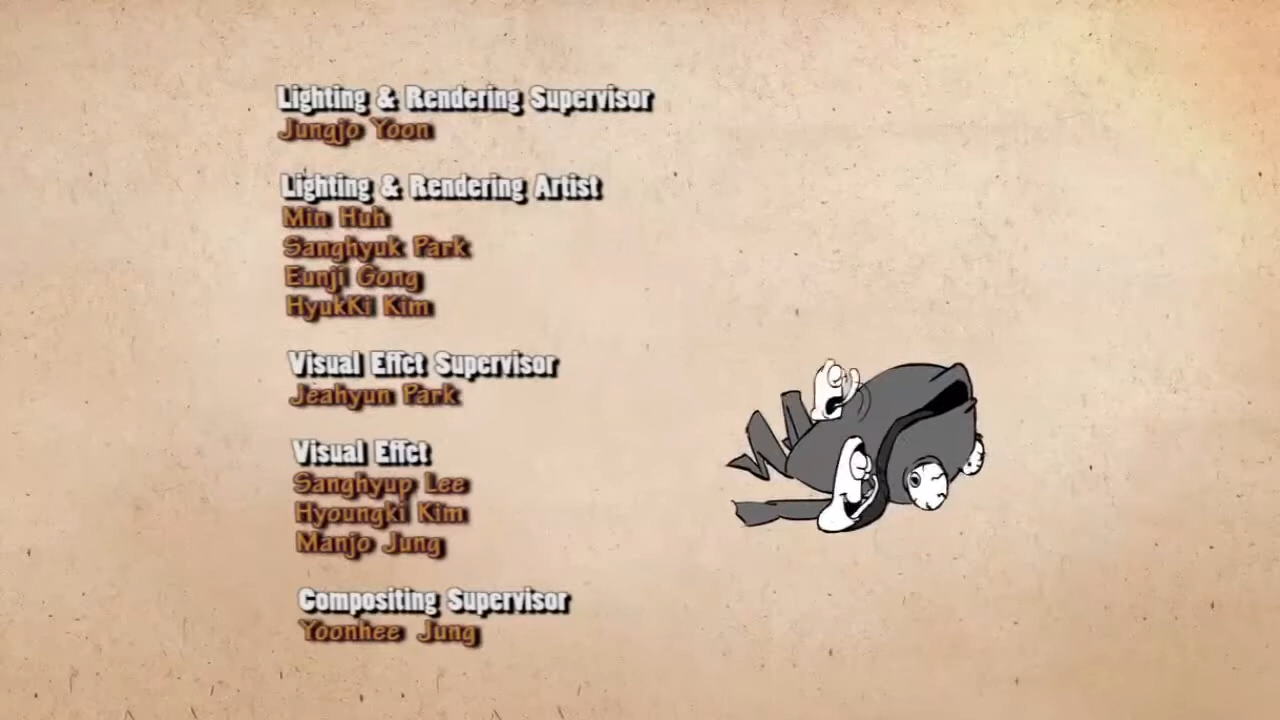 Lighting & Rendering Supervisor
Jungjo Yoon
Lighting & Rendering Artist
Min Huh
Sanghyuk Park
Eunji Gong
HyukKi Kim
Visual Effct Supervisor
Jeahyun Park
Visual Effct
Sanghyup Lee
Hyoungki Kim
Manjo Jung
Compositing Supervisor
Yoonhee Jung